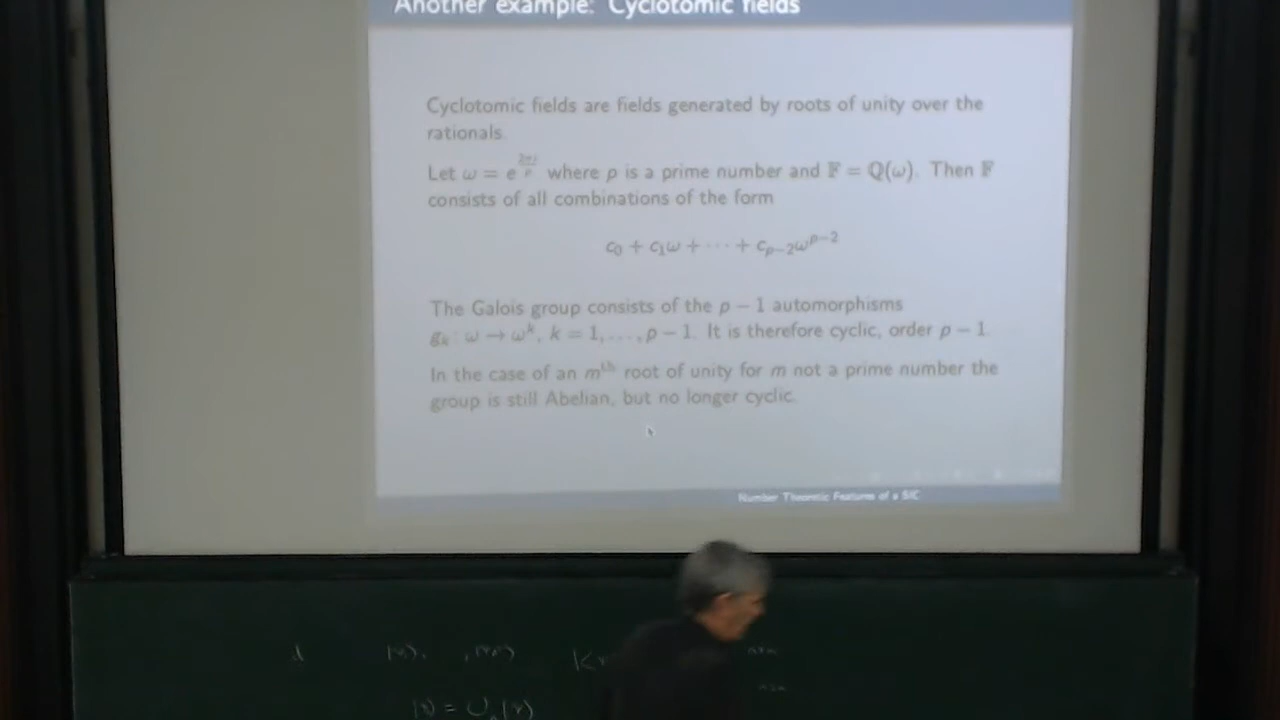 Another example: Cyclotomic fields
Cyclotomic fields are fields generated by roots of unity over the
rationals.
Let ω = e^{2πi/p} where p is a prime number and 𝔽 = ℚ(ω). Then 𝔽
consists of all combinations of the form
c₀ + c₁ω + ⋯ + c_{p−2}ω^{p−2}
The Galois group consists of the p − 1 automorphisms
g_k : ω → ω^k, k = 1, . . . , p − 1. It is therefore cyclic, order p − 1.
In the case of an m^{th} root of unity for m not a prime number the
group is still Abelian, but no longer cyclic.
Number Theoretic Features of a SIC